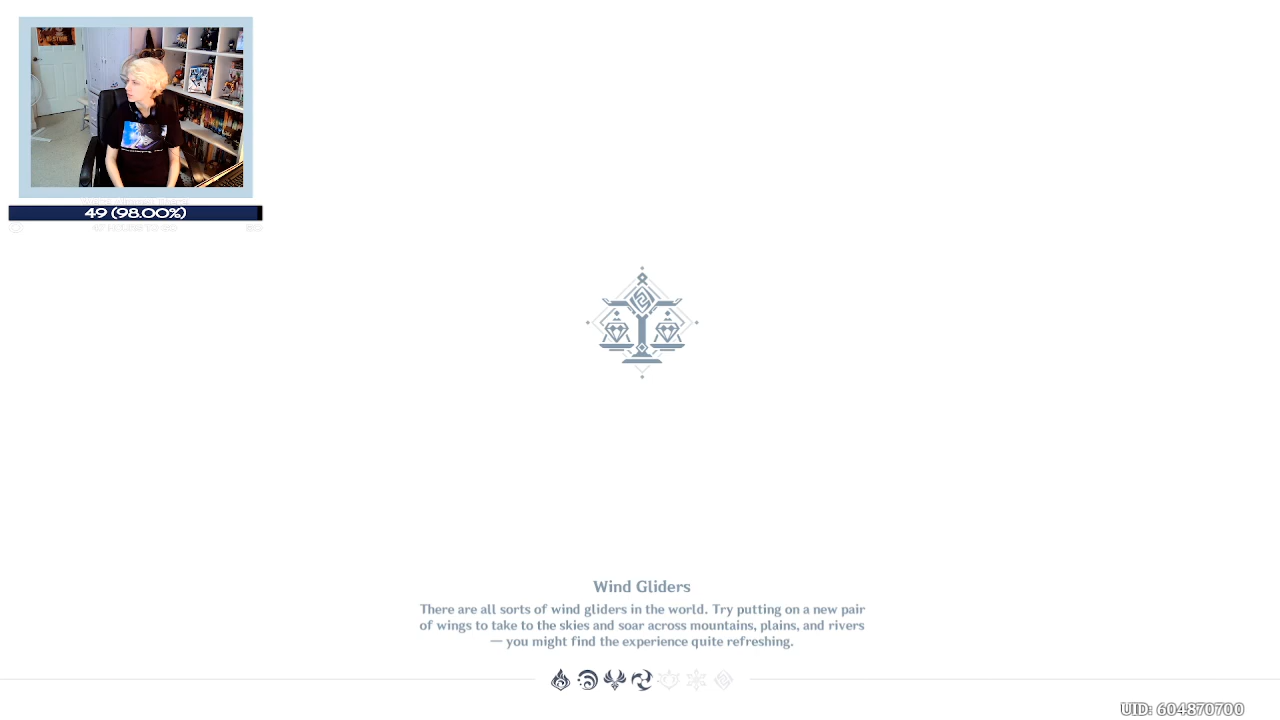 49 (98.00%)
Wind Gliders
There are all sorts of wind gliders in the world. Try putting on a new pair
of wings to take to the skies and soar across mountains, plains, and rivers
— you might find the experience quite refreshing.
UID: 604870700